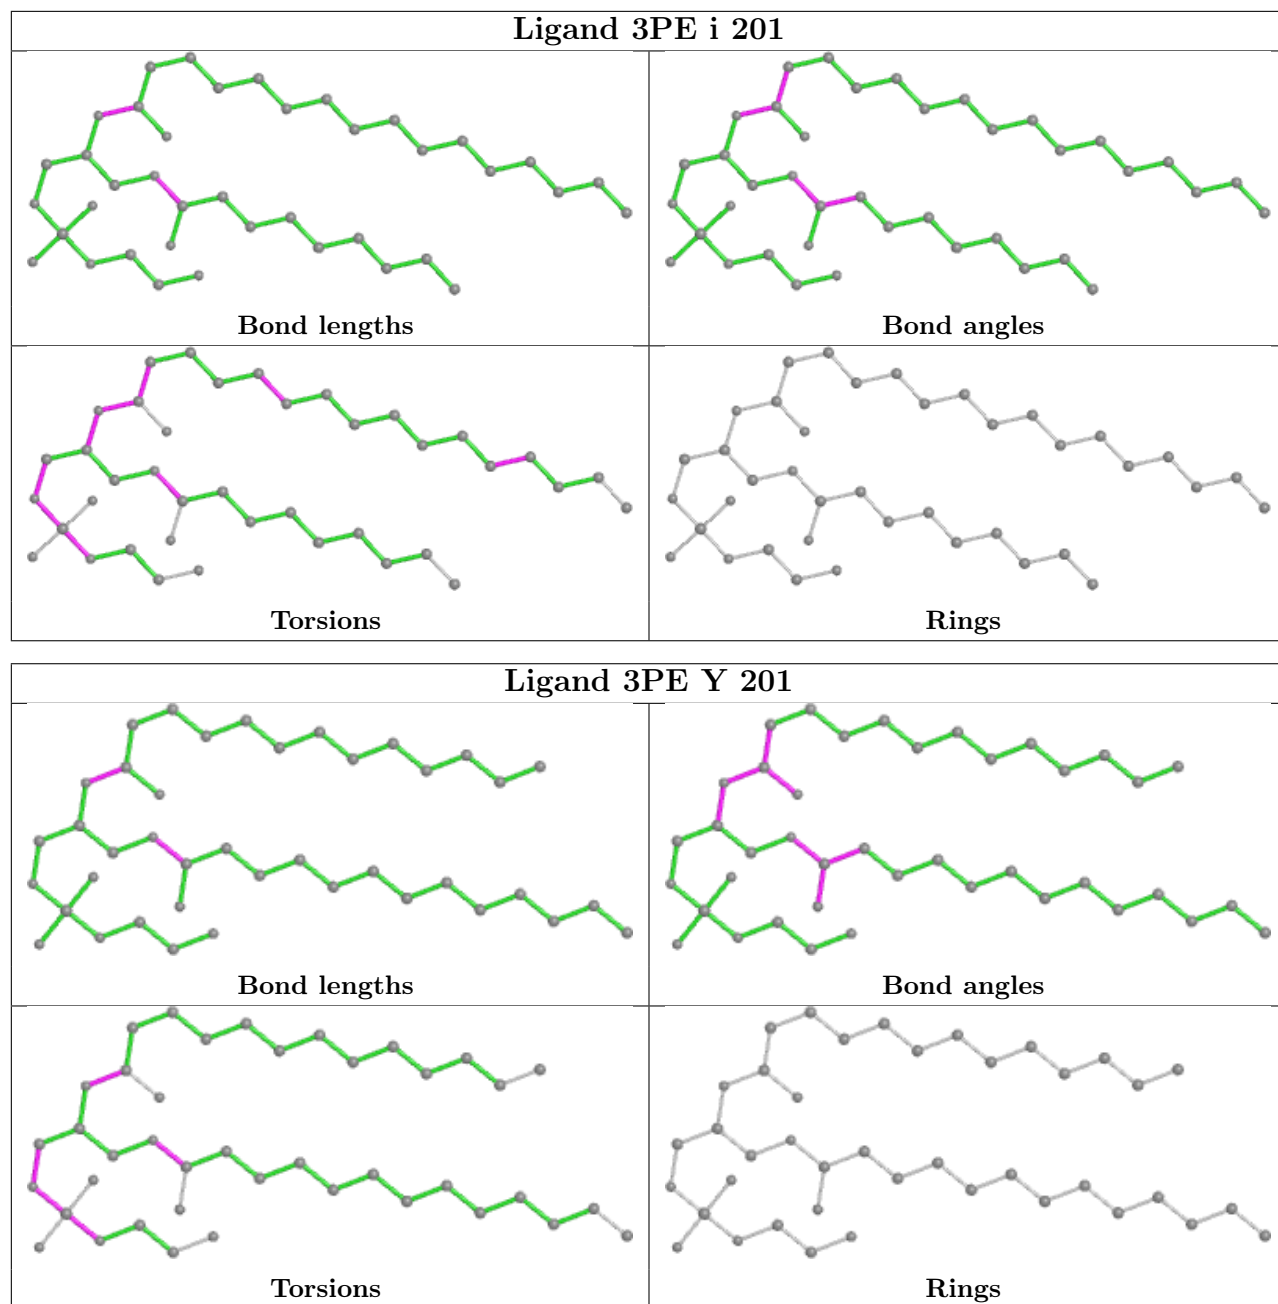 Ligand 3PE i 201
Bond lengths
Bond angles
Torsions
Rings
Ligand 3PE Y 201
Bond lengths
Bond angles
Torsions
Rings